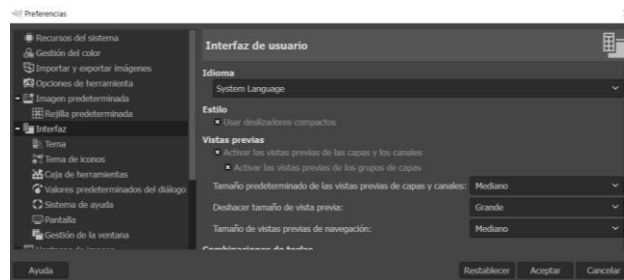 Preferencias
Recursos del sistema
Gestión del color
Importar y exportar imágenes
Opciones de herramienta
Imagen predeterminada
Rejilla predeterminada
Interfaz
Tema
Tema de iconos
Caja de herramientas
Valores predeterminados del diálogo
Sistema de ayuda
Pantalla
Gestión de la ventana
Interfaz de usuario
Idioma
System Language
Estilo
Usar deslizadores compactos
Vistas previas
Activar las vistas previas de las capas y los canales
Activar las vistas previas de los grupos de capas
Tamaño predeterminado de las vistas previas de capas y canales: Mediano
Deshacer tamaño de vista previa: Grande
Tamaño de vistas previas de navegación: Mediano
Combinaciones de teclas
Ayuda
Restablecer
Aceptar
Cancelar